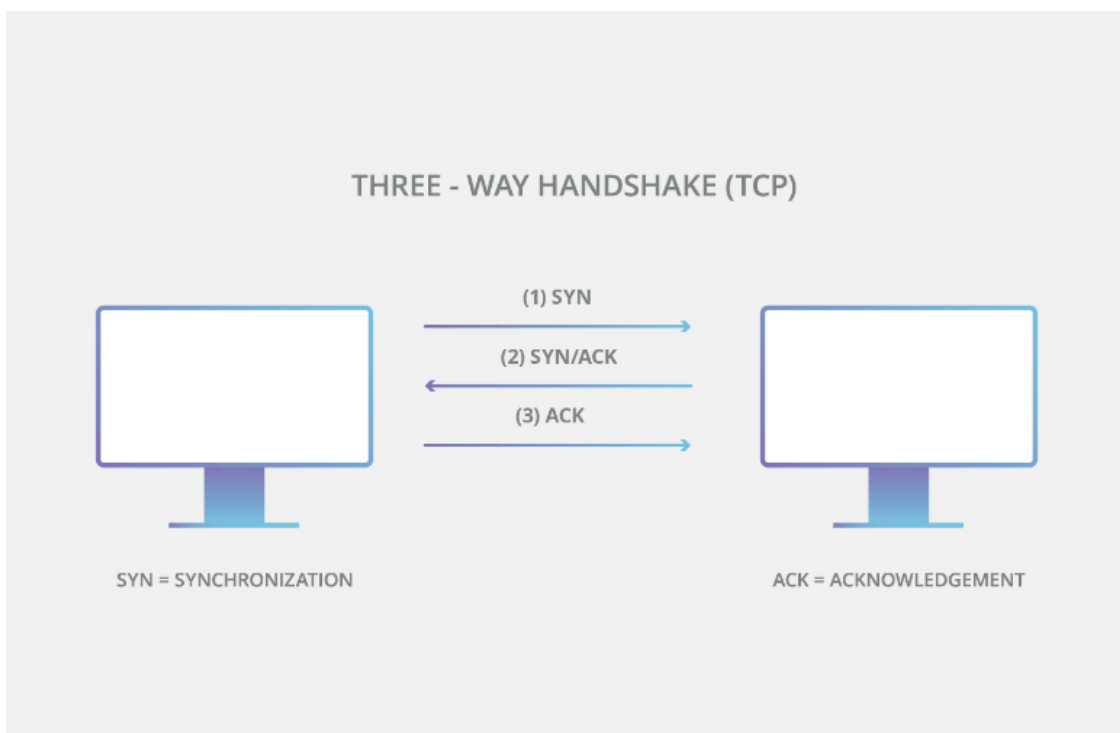 THREE - WAY HANDSHAKE (TCP)
(1) SYN
(2) SYN/ACK
(3) ACK
SYN = SYNCHRONIZATION
ACK = ACKNOWLEDGEMENT